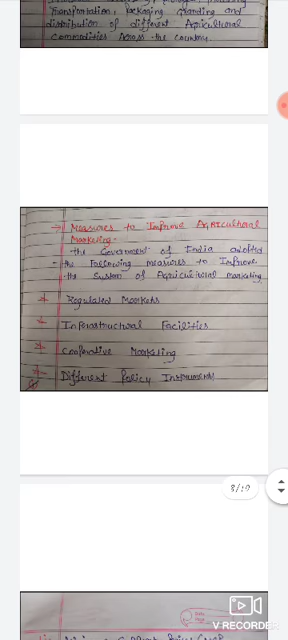 Transportation, Packaging, Granding and
distribution of different Agricultural
Commodities Across the country
→ Measures to Improve Agricultural
Marketing-
- the Government of India adopted
- the Following measures to Improve
the System of Agricultural marketing
* Regulated Markets
* Infrastructural Facilities
* Cooperative Marketing
* Different Policy Instruments
8/19
V RECORDER